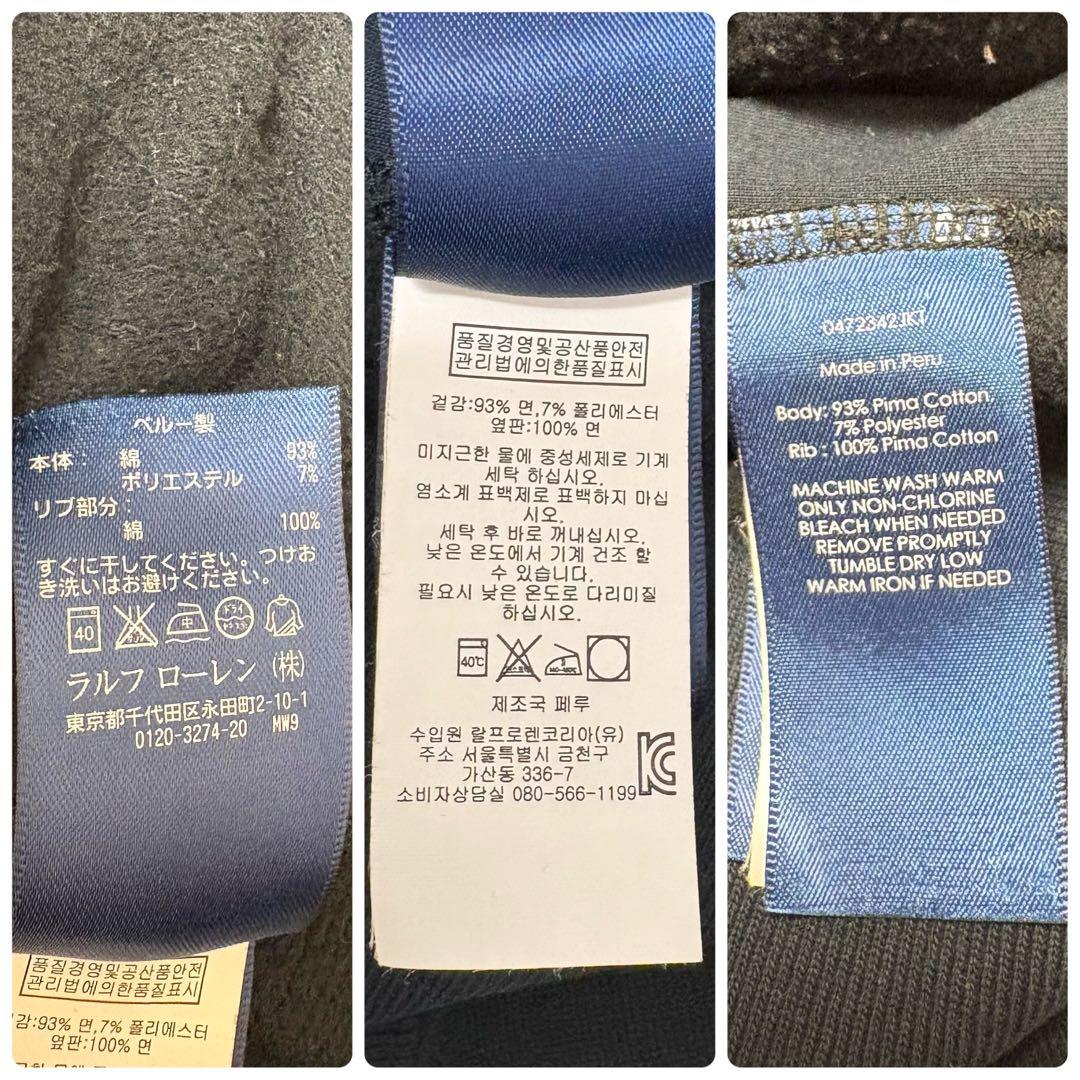 ペルー製
本体: 綿 93%
ポリエステル 7%
リブ部分:
綿 100%
すぐに干してください。つけお
き洗いはお避けください。
40
中
ドライ
ラルフ ローレン (株)
東京都千代田区永田町2-10-1
0120-3274-20 MW9
품질경영및공산품안전
관리법에의한품질표시
감:93% 면,7% 폴리에스터
옆판:100% 면
품질경영및공산품안전
관리법에의한품질표시
겉감:93% 면,7% 폴리에스터
옆판:100% 면
미지근한 물에 중성세제로 기계
세탁 하십시오.
염소계 표백제로 표백하지 마십
시오.
세탁 후 바로 꺼내십시오.
낮은 온도에서 기계 건조 할
수 있습니다.
필요시 낮은 온도로 다리미질
하십시오.
40℃
제조국 페루
수입원 랄프로렌코리아(유)
주소 서울특별시 금천구
가산동 336-7
소비자상담실 080-566-1199
0472342JKT
Made in Peru
Body: 93% Pima Cotton
7% Polyester
Rib : 100% Pima Cotton
MACHINE WASH WARM
ONLY NON-CHLORINE
BLEACH WHEN NEEDED
REMOVE PROMPTLY
TUMBLE DRY LOW
WARM IRON IF NEEDED